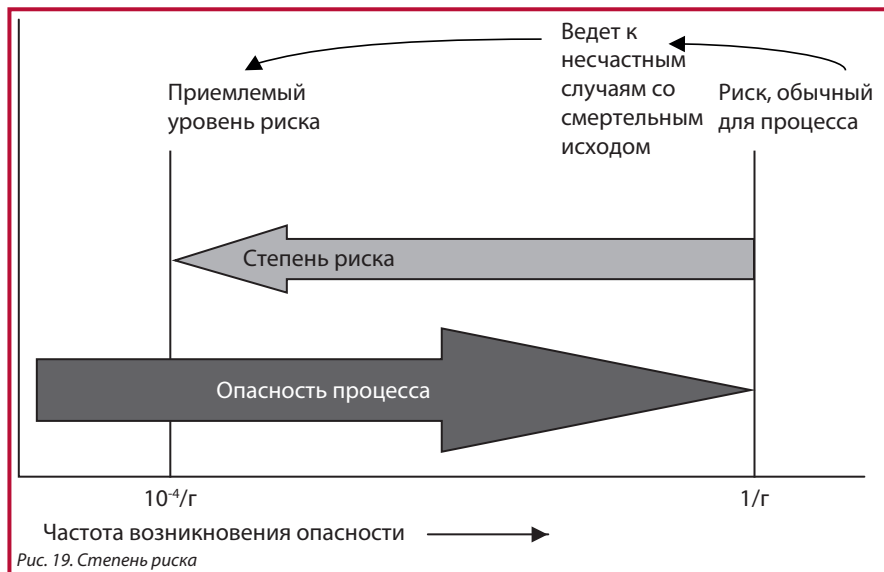 Ведет к
несчастным
случаям со
смертельным
исходом
Приемлемый
уровень риска
Риск, обычный
для процесса
Степень риска
Опасность процесса
10⁻⁴/г
1/г
Частота возникновения опасности
Рис. 19. Степень риска